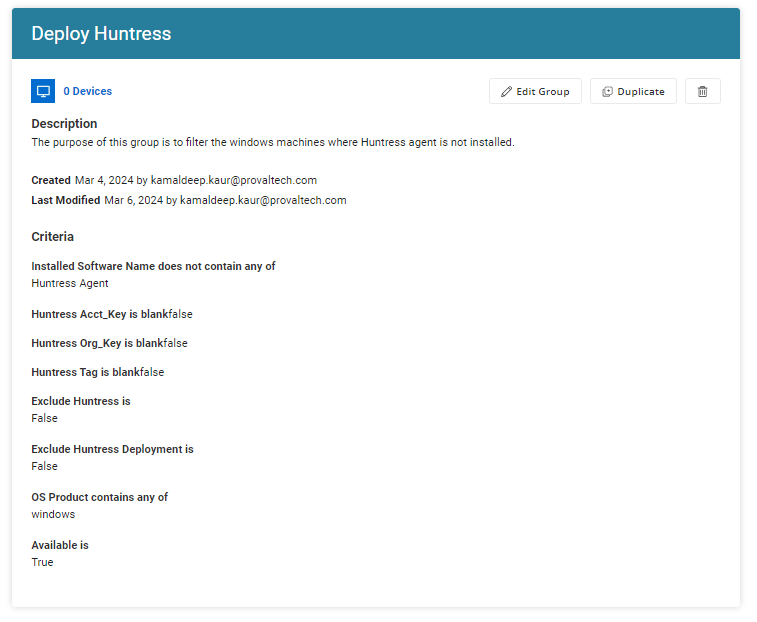 Deploy Huntress
0 Devices
Edit Group
Duplicate
Description
The purpose of this group is to filter the windows machines where Huntress agent is not installed.
Created Mar 4, 2024 by kamaldeep.kaur@provaltech.com
Last Modified Mar 6, 2024 by kamaldeep.kaur@provaltech.com
Criteria
Installed Software Name does not contain any of
Huntress Agent
Huntress Acct_Key is blankfalse
Huntress Org_Key is blankfalse
Huntress Tag is blankfalse
Exclude Huntress is
False
Exclude Huntress Deployment is
False
OS Product contains any of
windows
Available is
True